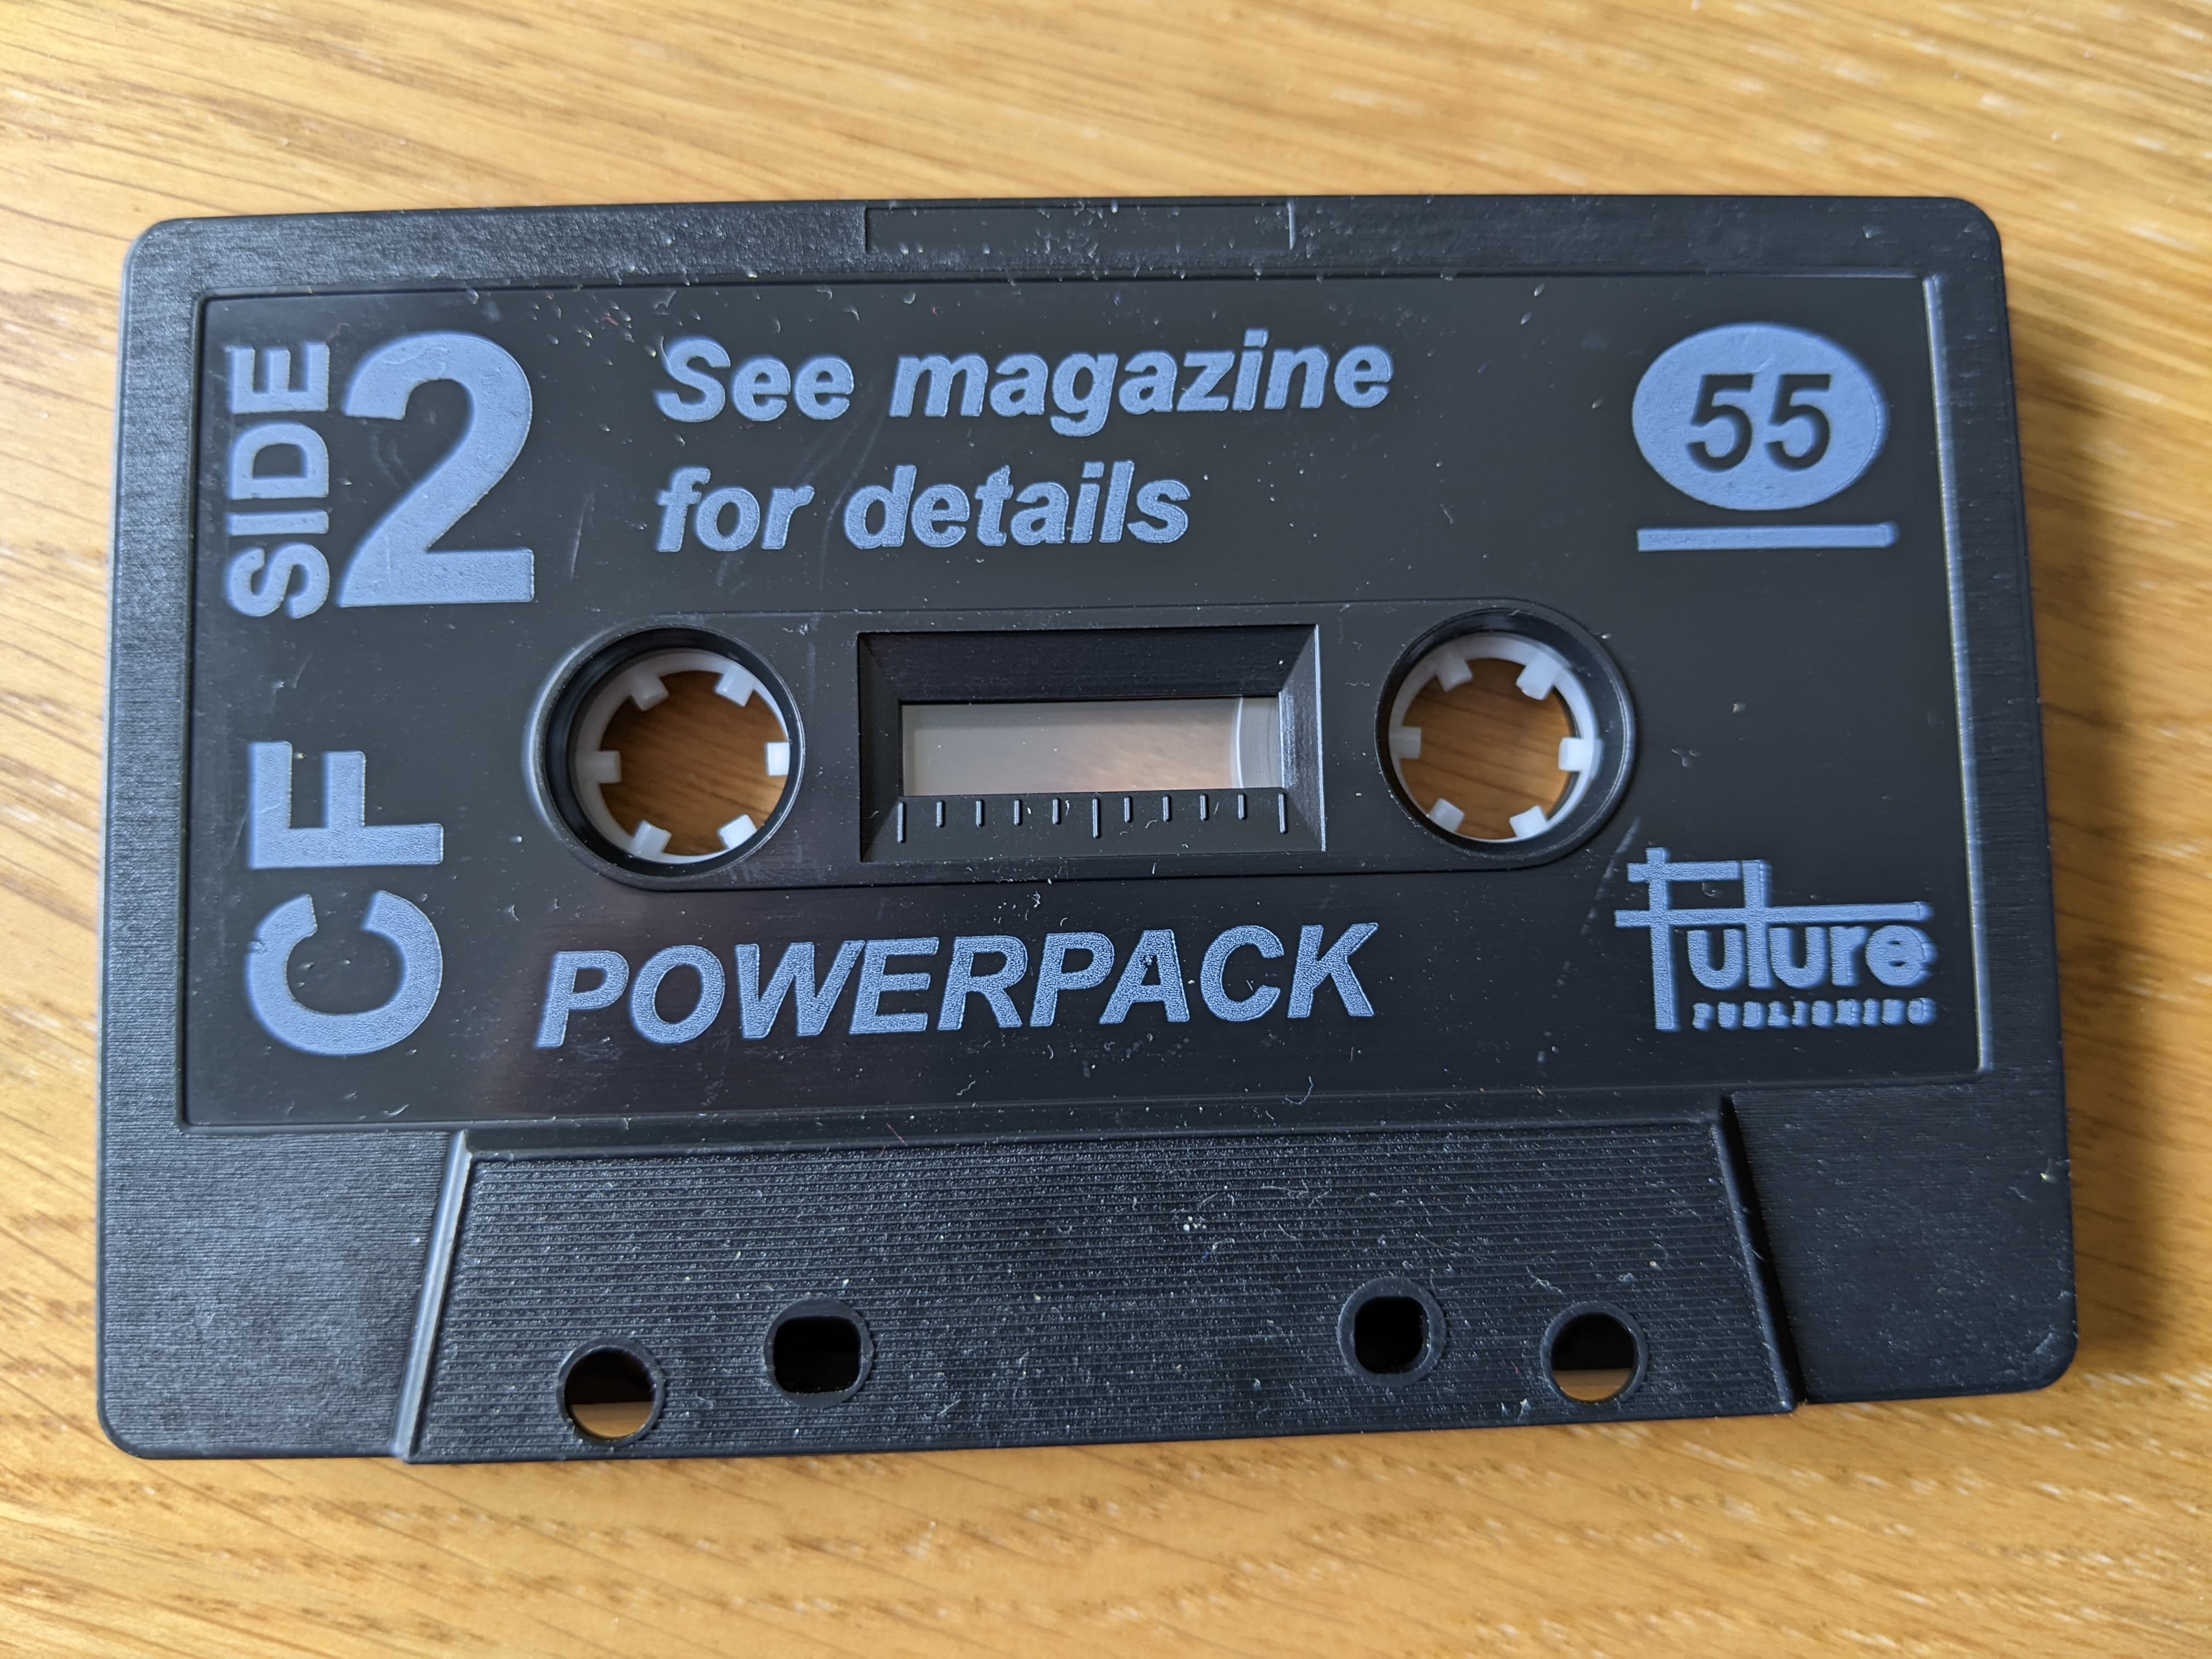 SIDE
2
See magazine
for details
55
CF
POWERPACK
Future
PUBLISHING